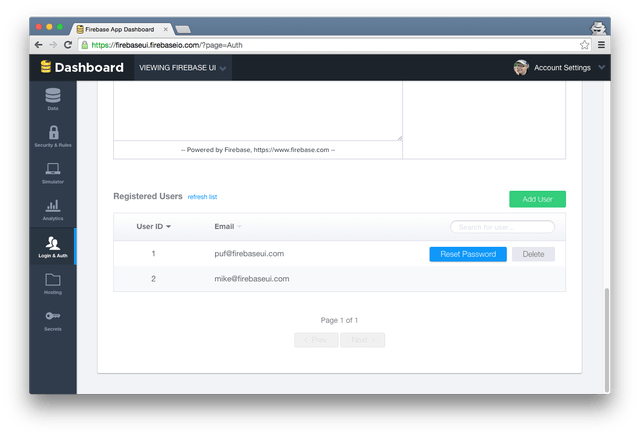 Firebase App Dashboard
https://firebaseui.firebaseio.com/?page=Auth
Dashboard
VIEWING FIREBASE UI
Account Settings
Data
Security & Rules
Simulator
Analytics
Login & Auth
Hosting
Secrets
-- Powered by Firebase, https://www.firebase.com --
Registered Users refresh list
Add User
User ID Email Search for user...
1 puf@firebaseui.com Reset Password Delete
2 mike@firebaseui.com
Page 1 of 1
← Prev Next →